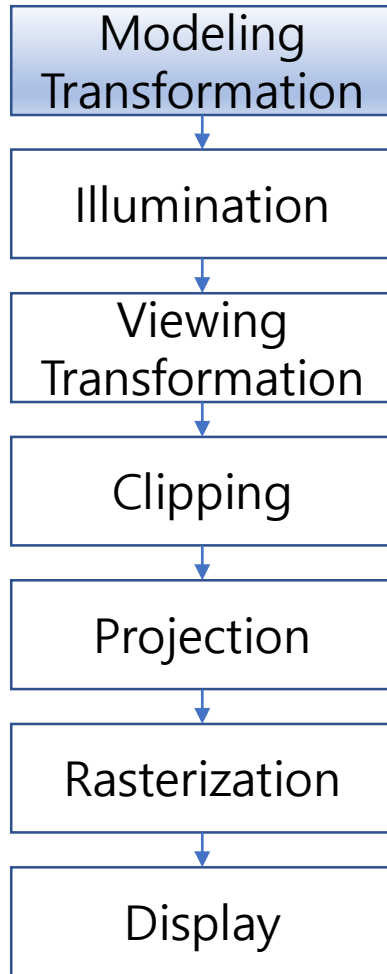 Modeling
Transformation
Illumination
Viewing
Transformation
Clipping
Projection
Rasterization
Display